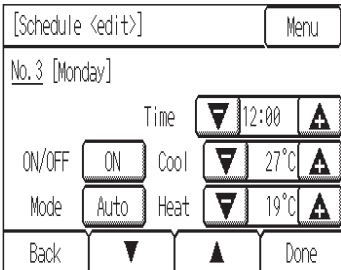 [Schedule <edit>] Menu
No.3 [Monday]
Time 12:00
ON/OFF ON Cool 27°C
Mode Auto Heat 19°C
Back ▼ ▲ Done